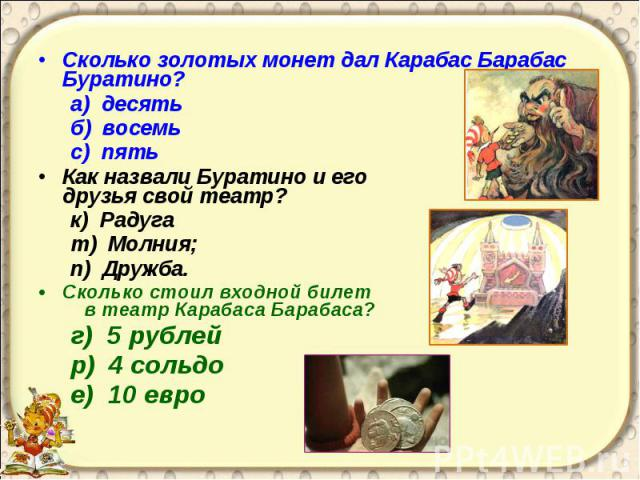 • Сколько золотых монет дал Карабас Барабас
Буратино?
а) десять
б) восемь
с) пять
• Как назвали Буратино и его
друзья свой театр?
к) Радуга
т) Молния;
п) Дружба.
• Сколько стоил входной билет
в театр Карабаса Барабаса?
г) 5 рублей
р) 4 сольдо
е) 10 евро
PPt4WEB.ru